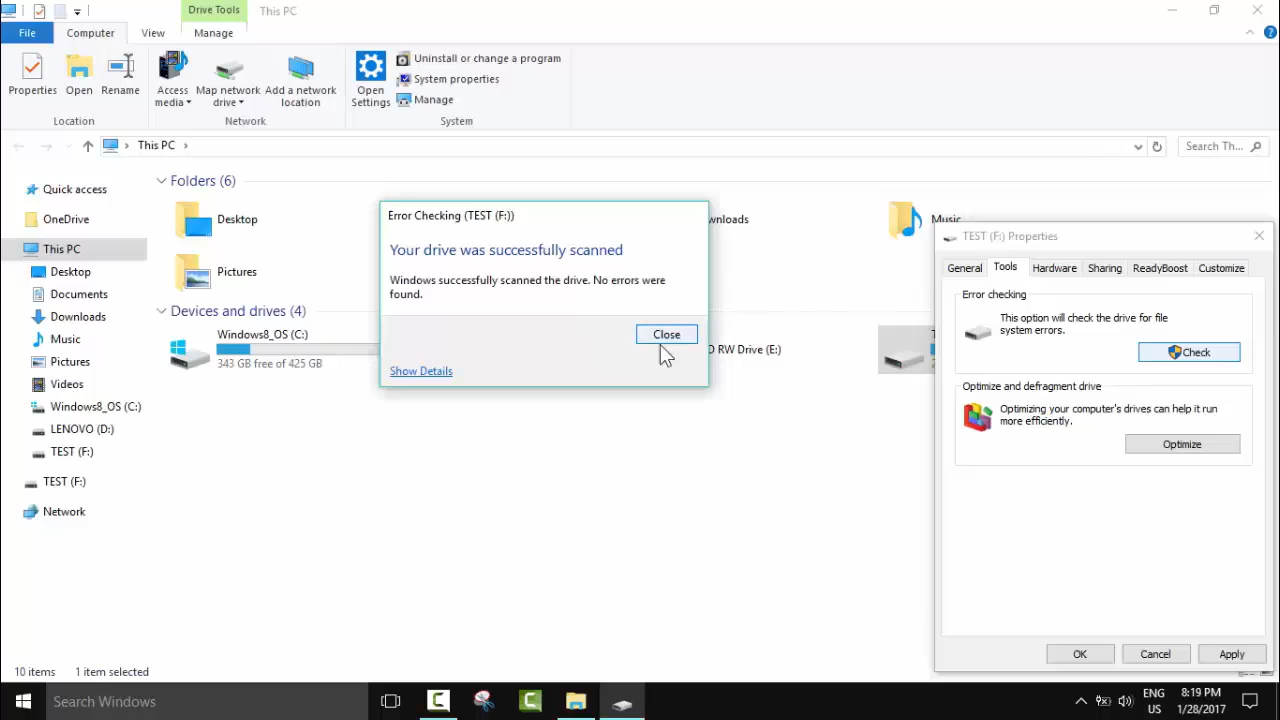 Drive Tools
This PC
File
Computer
View
Manage
Properties
Open
Rename
Access
media
Map network
drive
Add a network
location
Open
Settings
Uninstall or change a program
System properties
Manage
Location
Network
System
This PC
Search Th...
Quick access
OneDrive
This PC
Desktop
Documents
Downloads
Music
Pictures
Videos
Windows8_OS (C:)
LENOVO (D:)
TEST (F:)
TEST (F:)
Network
Folders (6)
Desktop
wnloads
Music
Pictures
Devices and drives (4)
Windows8_OS (C:)
343 GB free of 425 GB
D RW Drive (E:)
Error Checking (TEST (F:))
Your drive was successfully scanned
Windows successfully scanned the drive. No errors were
found.
Close
Show Details
TEST (F:) Properties
General
Tools
Hardware
Sharing
ReadyBoost
Customize
Error checking
This option will check the drive for file
system errors.
Check
Optimize and defragment drive
Optimizing your computer's drives can help it run
more efficiently.
Optimize
OK
Cancel
Apply
10 items
1 item selected
Search Windows
ENG
US
8:19 PM
1/28/2017